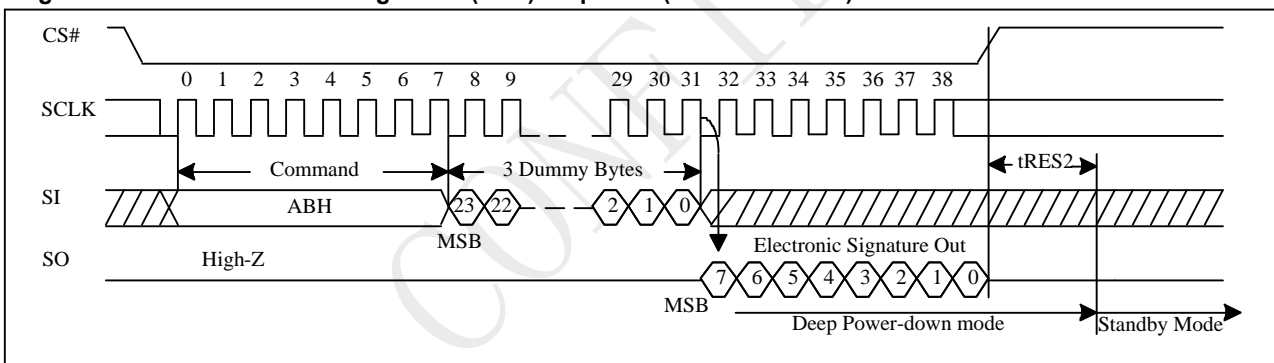 CS#
0 1 2 3 4 5 6 7 8 9 29 30 31 32 33 34 35 36 37 38
SCLK
Command 3 Dummy Bytes tRES2
SI
ABH 23 22 2 1 0
MSB
Electronic Signature Out
SO High-Z
7 6 5 4 3 2 1 0
MSB
Deep Power-down mode Standby Mode